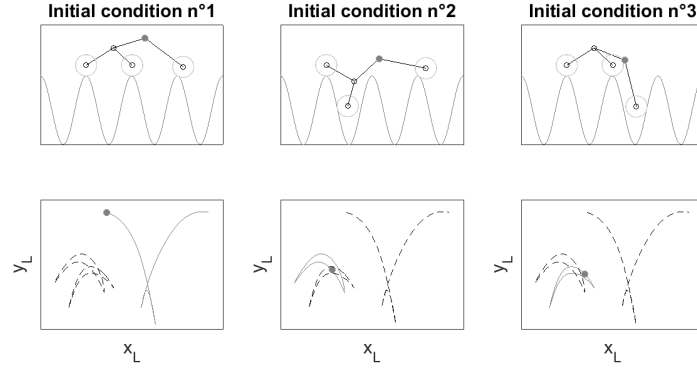 Initial condition n°1
Initial condition n°2
Initial condition n°3
y_L
y_L
y_L
x_L
x_L
x_L